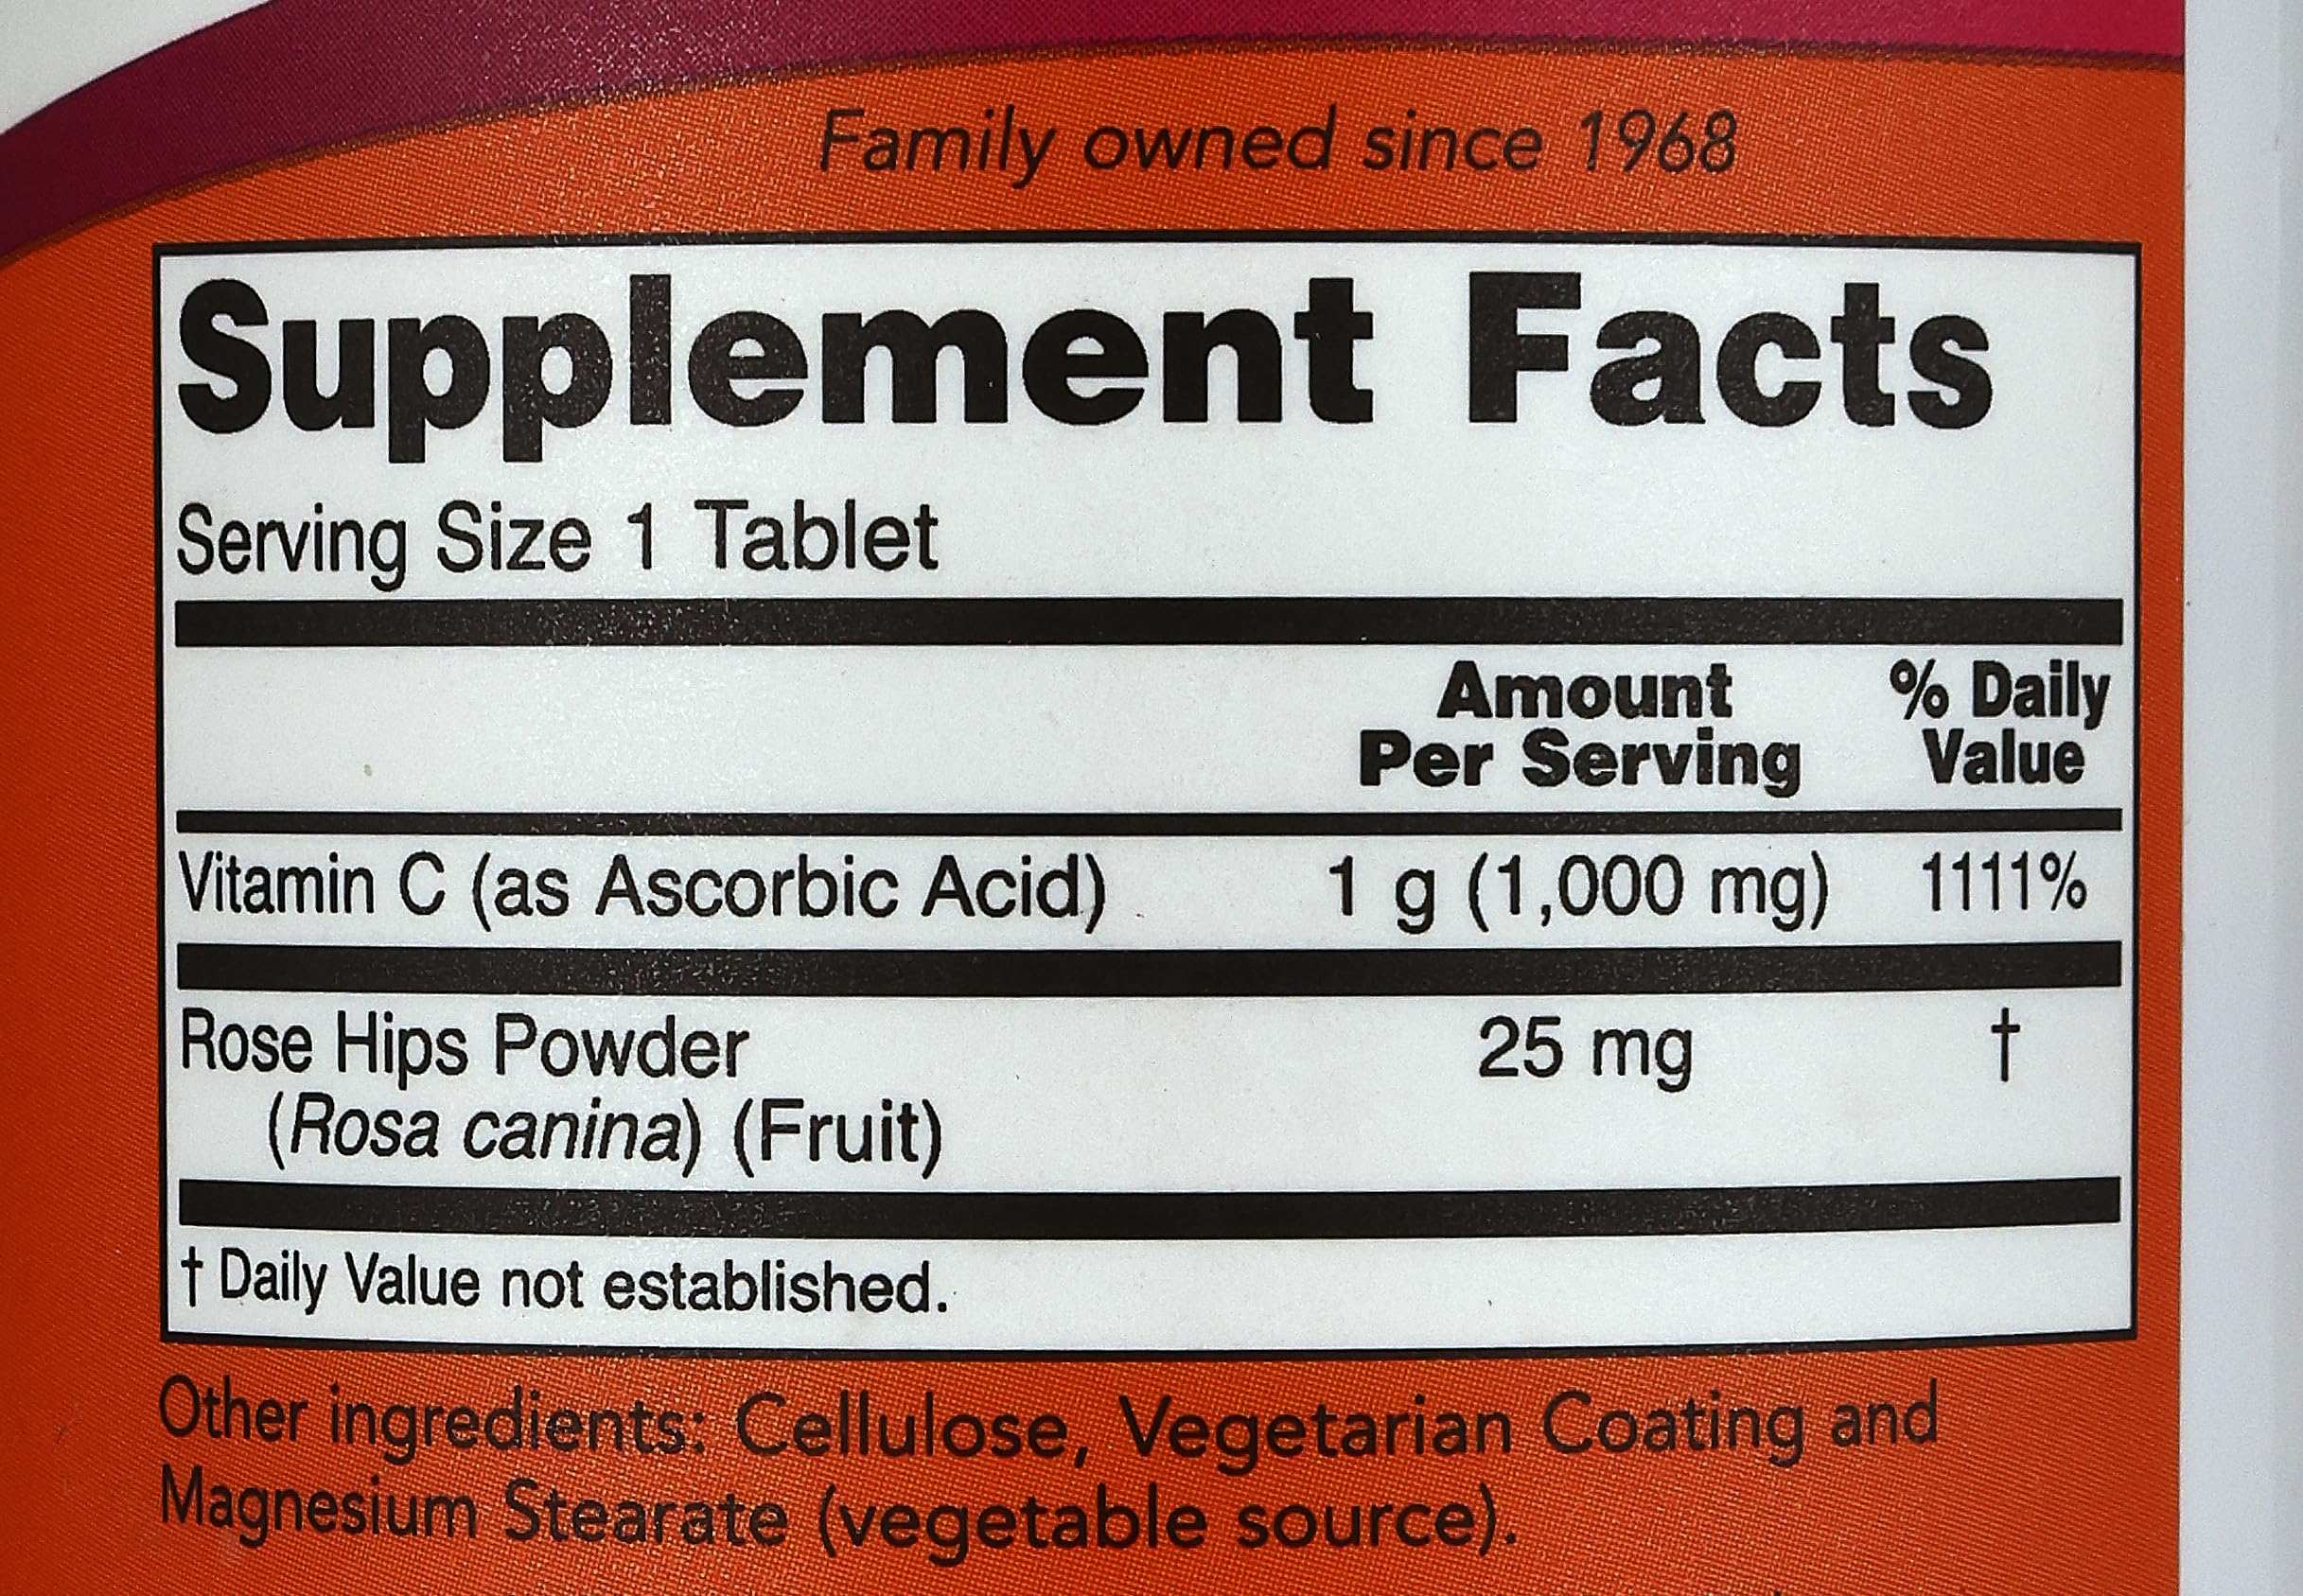 Family owned since 1968
Supplement Facts
Serving Size 1 Tablet
Amount Per Serving
% Daily Value
Vitamin C (as Ascorbic Acid) 1 g (1,000 mg) 1111%
Rose Hips Powder 25 mg †
(Rosa canina) (Fruit)
† Daily Value not established.
Other ingredients: Cellulose, Vegetarian Coating and
Magnesium Stearate (vegetable source).